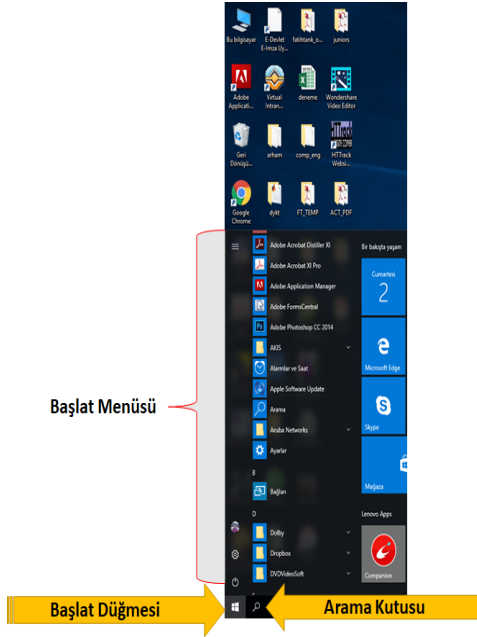 Bu bilgisayar
E-Devlet
E-İmza Uy...
fatihtank_o...
juniors
Adobe
Applicati...
Virtual
Intran...
deneme
Wondershare
Video Editor
Geri
Dönüşü...
arham
comp_eng
HTTrack
Websi...
Google
Chrome
dykt
FT_TEMP
ACT_PDF
Adobe Acrobat Distiller XI
Adobe Acrobat XI Pro
Adobe Application Manager
Adobe FormsCentral
Adobe Photoshop CC 2014
AKIS
Alarmlar ve Saat
Apple Software Update
Arama
Aruba Networks
Ayarlar
B
Bağlan
D
Dolby
Dropbox
DVDVideoSoft
Bir bakışta yaşam
Cumartesi
2
Microsoft Edge
Skype
Mağaza
Lenovo Apps
Companion
Başlat Menüsü
Başlat Düğmesi
Arama Kutusu